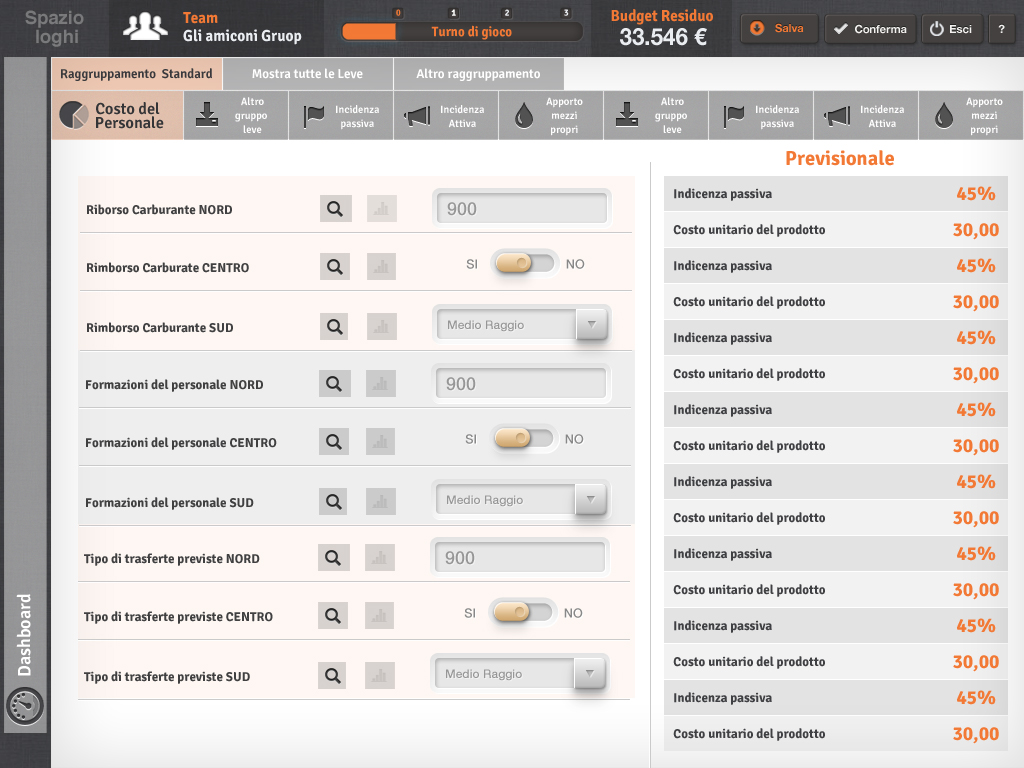 Spazio
loghi
Team
Gli amiconi Gruop
0 1 2 3
Turno di gioco
Budget Residuo
33.546 €
Salva
Conferma
Esci
?
Raggruppamento Standard
Mostra tutte le Leve
Altro raggruppamento
Costo del
Personale
Altro
gruppo
leve
Incidenza
passiva
Incidenza
Attiva
Apporto
mezzi
propri
Altro
gruppo
leve
Incidenza
passiva
Incidenza
Attiva
Apporto
mezzi
propri
Riborso Carburante NORD
900
Rimborso Carburate CENTRO
SI NO
Rimborso Carburante SUD
Medio Raggio
Formazioni del personale NORD
900
Formazioni del personale CENTRO
SI NO
Formazioni del personale SUD
Medio Raggio
Tipo di trasferte previste NORD
900
Tipo di trasferte previste CENTRO
SI NO
Tipo di trasferte previste SUD
Medio Raggio
Previsionale
Indicenza passiva 45%
Costo unitario del prodotto 30,00
Indicenza passiva 45%
Costo unitario del prodotto 30,00
Indicenza passiva 45%
Costo unitario del prodotto 30,00
Indicenza passiva 45%
Costo unitario del prodotto 30,00
Indicenza passiva 45%
Costo unitario del prodotto 30,00
Indicenza passiva 45%
Costo unitario del prodotto 30,00
Indicenza passiva 45%
Costo unitario del prodotto 30,00
Indicenza passiva 45%
Costo unitario del prodotto 30,00
Dashboard